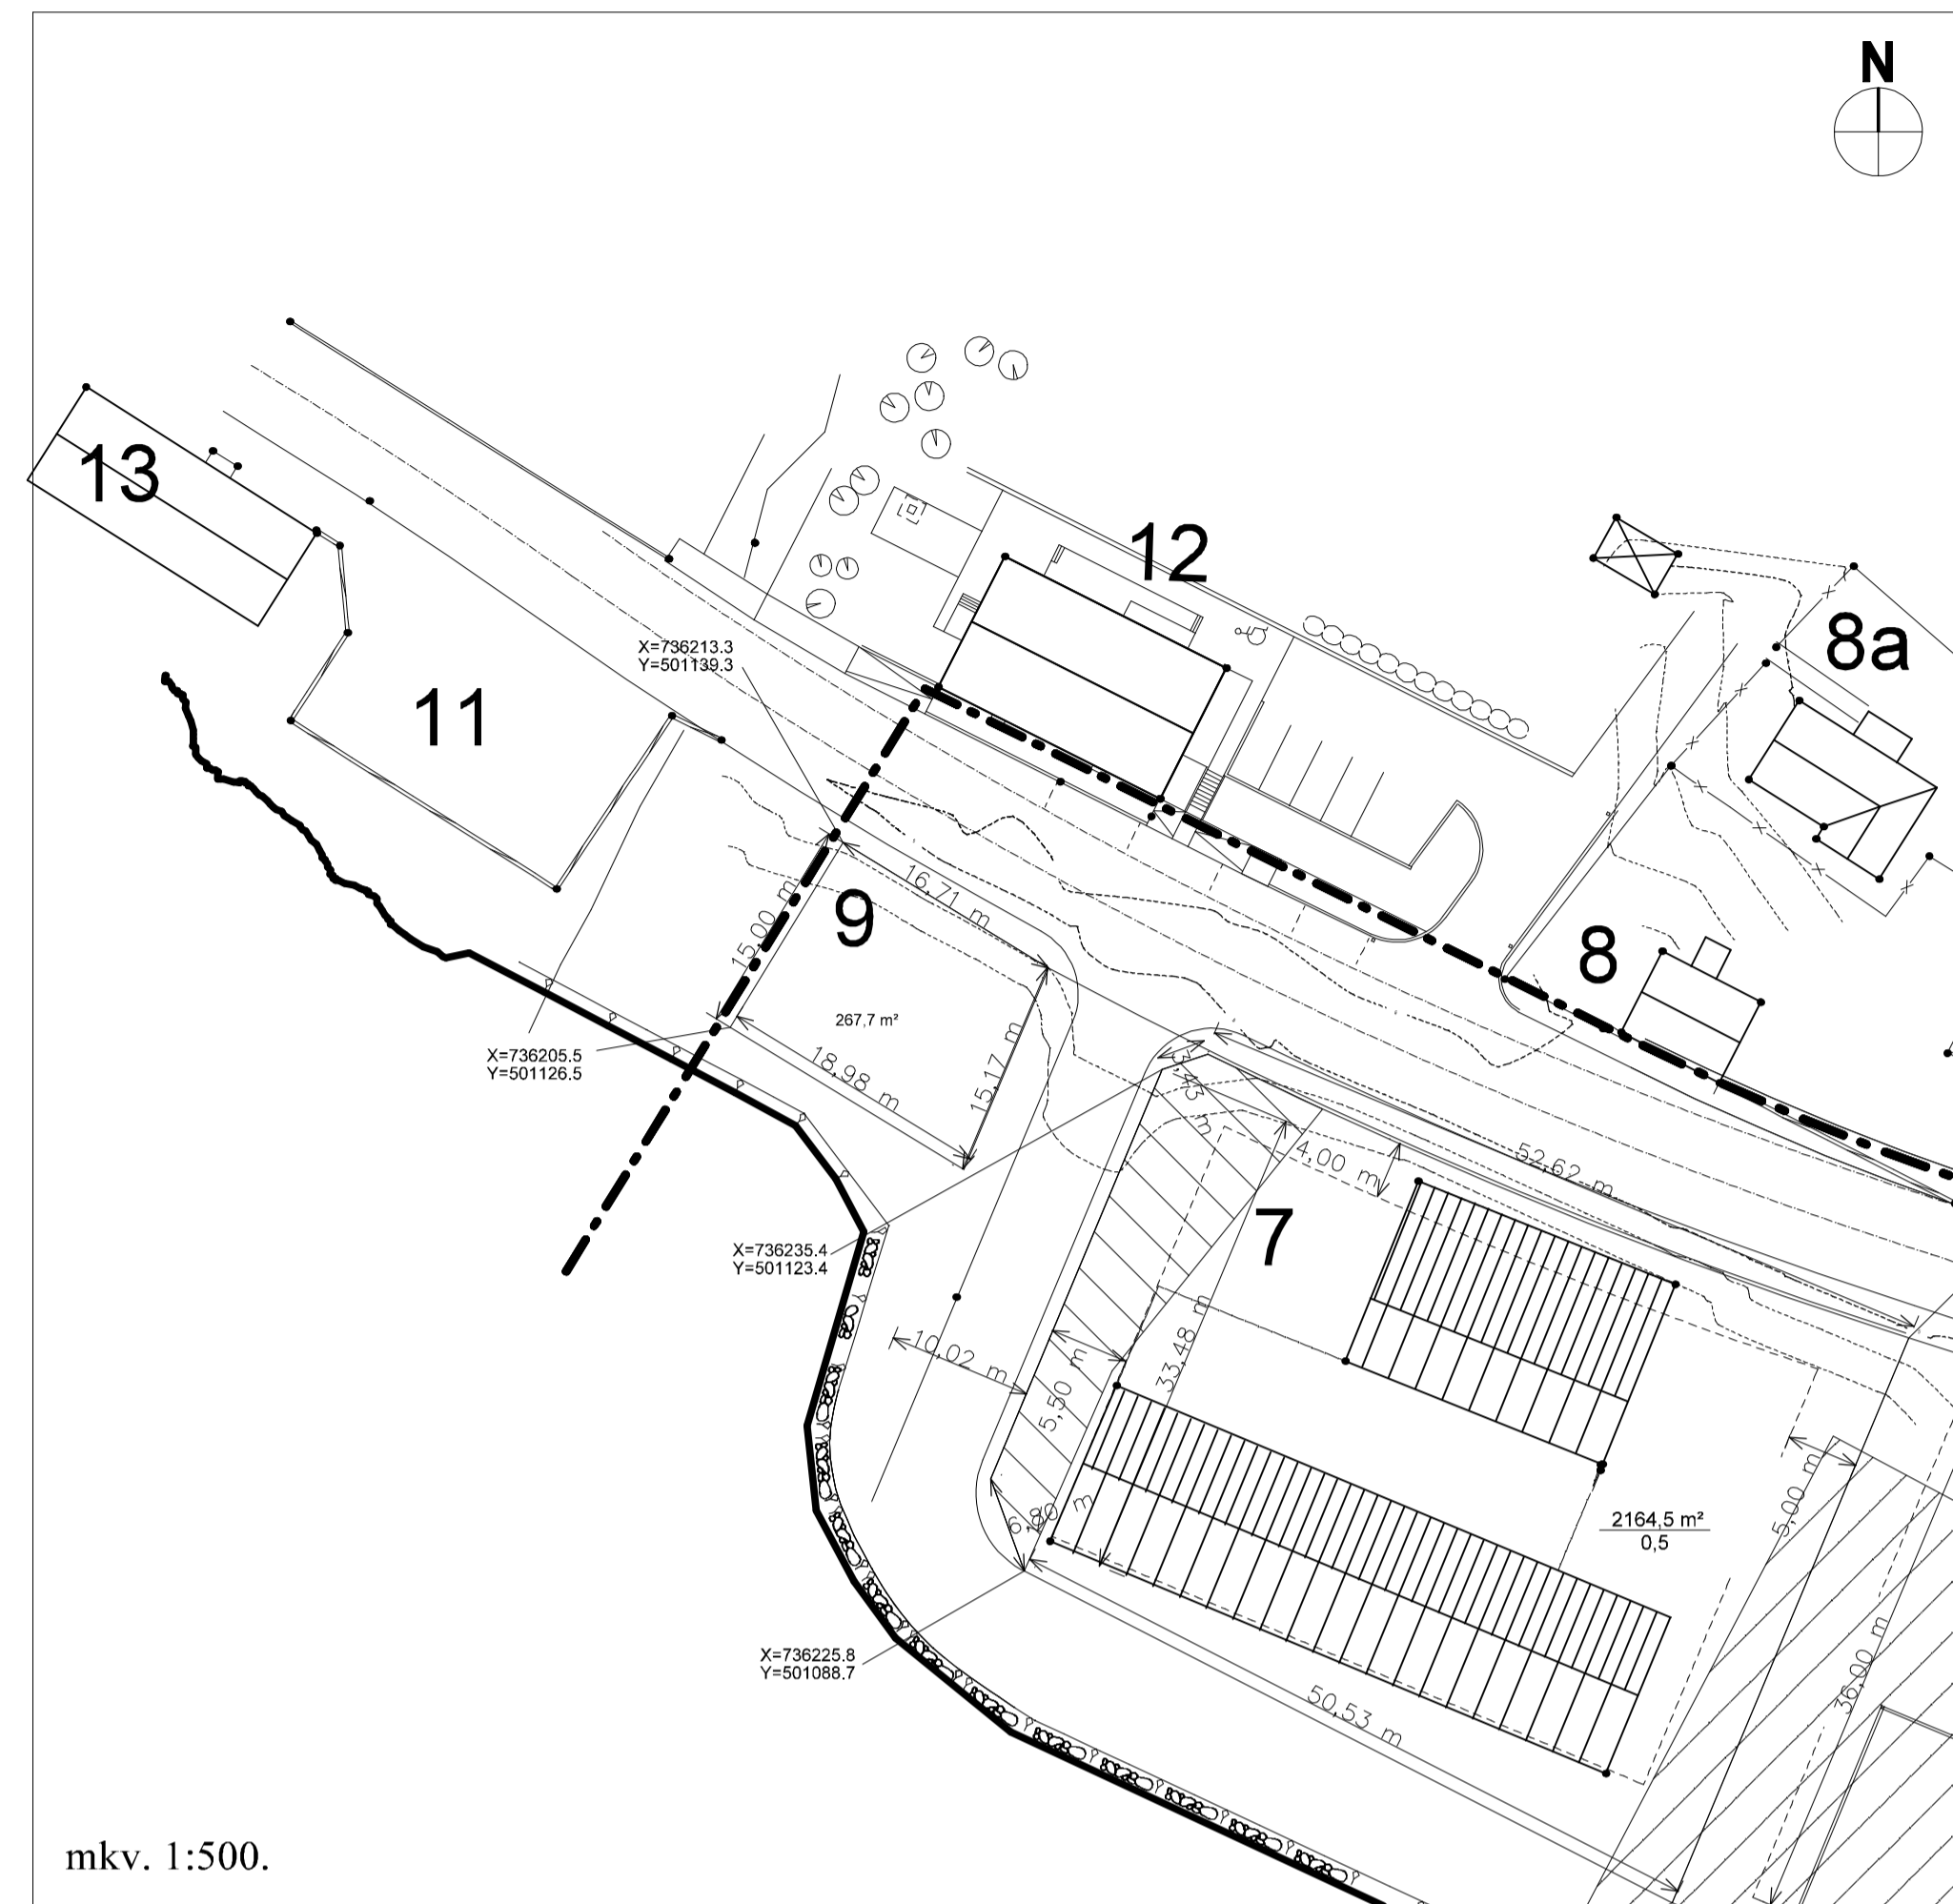 N
13
12
8a
X=736213.3
Y=501139.3
11
16,71 m
15,00 m
9
8
267,7 m²
X=736205.5
Y=501126.5
18,98 m
15,17 m
3,43 m
4,00 m
52,62 m
7
X=736235.4
Y=501123.4
33,48 m
10,02 m
5,50 m
5,00 m
2164,5 m²
0,5
X=736225.8
Y=501088.7
36,00 m
50,53 m
mkv. 1:500.